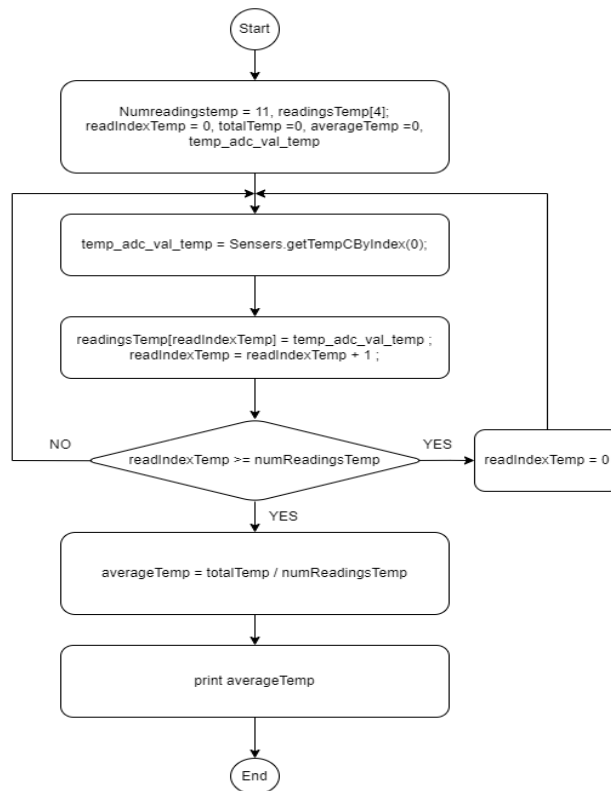 Start
Numreadingstemp = 11, readingsTemp[4];
readIndexTemp = 0, totalTemp =0, averageTemp =0,
temp_adc_val_temp
temp_adc_val_temp = Sensers.getTempCByIndex(0);
readingsTemp[readIndexTemp] = temp_adc_val_temp ;
readIndexTemp = readIndexTemp + 1 ;
NO
readIndexTemp >= numReadingsTemp
YES
readIndexTemp = 0
YES
averageTemp = totalTemp / numReadingsTemp
print averageTemp
End